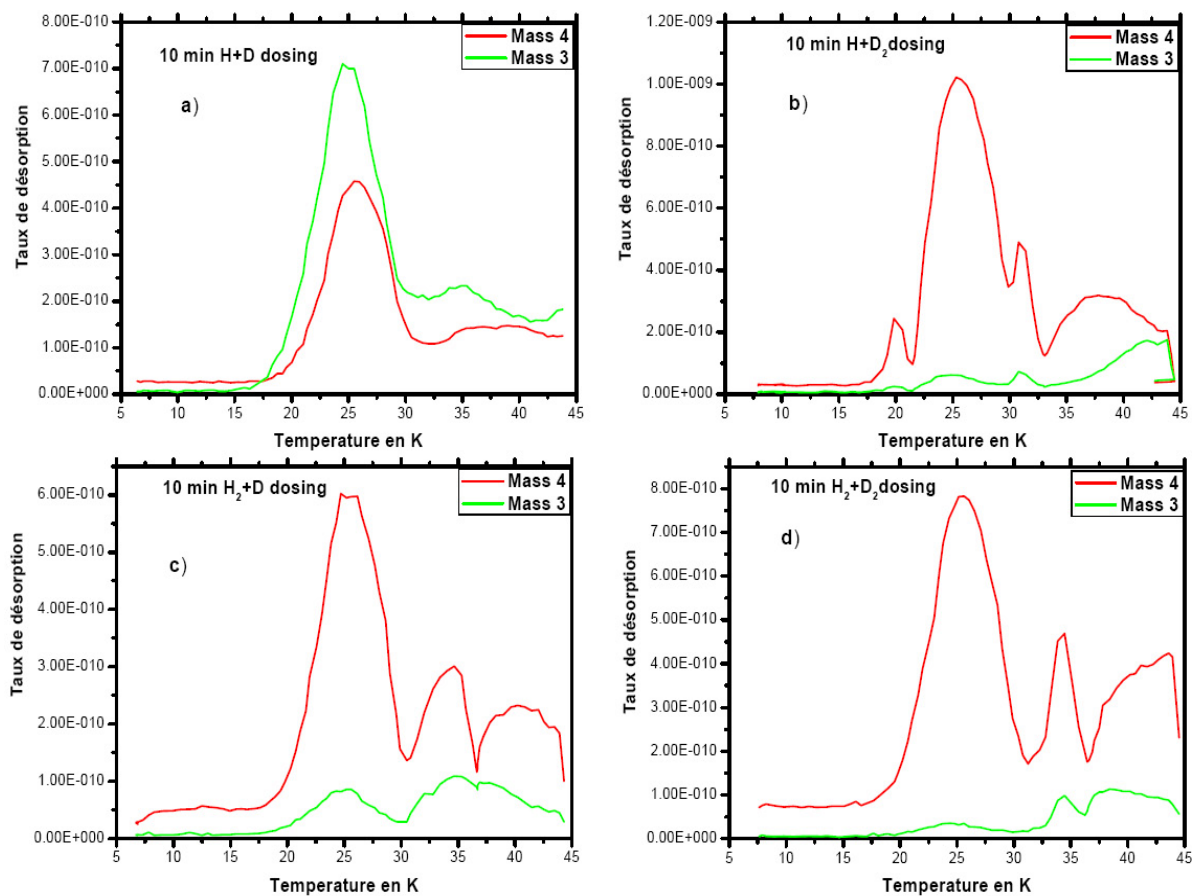 8.00E-010
7.00E-010
6.00E-010
5.00E-010
4.00E-010
3.00E-010
2.00E-010
1.00E-010
0.00E+000
Taux de désorption
10 min H+D dosing
Mass 4
Mass 3
a)
5 10 15 20 25 30 35 40 45
Temperature en K
1.20E-009
1.00E-009
8.00E-010
6.00E-010
4.00E-010
2.00E-010
0.00E+000
Taux de désorption
10 min H+D₂dosing
Mass 4
Mass 3
b)
5 10 15 20 25 30 35 40 45
Temperature en K
6.00E-010
5.00E-010
4.00E-010
3.00E-010
2.00E-010
1.00E-010
0.00E+000
Taux de désorption
10 min H₂+D dosing
Mass 4
Mass 3
c)
5 10 15 20 25 30 35 40 45
Temperature en K
8.00E-010
7.00E-010
6.00E-010
5.00E-010
4.00E-010
3.00E-010
2.00E-010
1.00E-010
0.00E+000
Taux de désorption
10 min H₂+D₂dosing
Mass 4
Mass 3
d)
5 10 15 20 25 30 35 40 45
Temperature en K